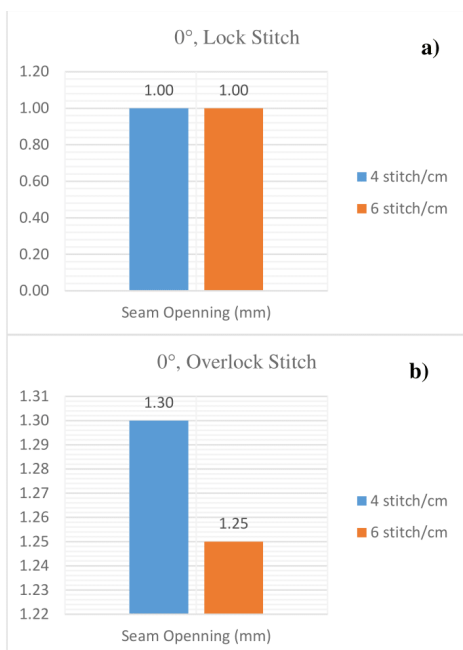 0°, Lock Stitch
a)
1.20
1.00
0.80
0.60
0.40
0.20
0.00
1.00 1.00
Seam Openning (mm)
4 stitch/cm
6 stitch/cm
0°, Overlock Stitch
b)
1.31
1.30
1.29
1.28
1.27
1.26
1.25
1.24
1.23
1.22
1.30
1.25
Seam Openning (mm)
4 stitch/cm
6 stitch/cm